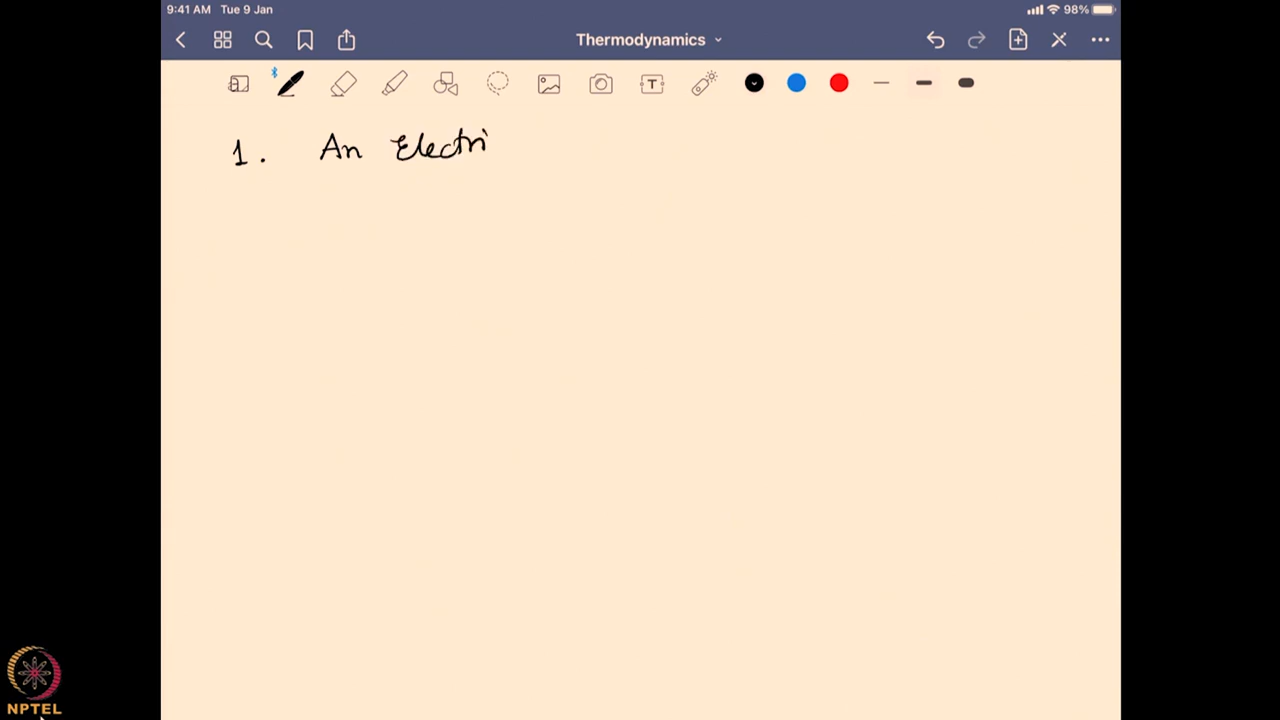 9:41 AM Tue 9 Jan 98%
Thermodynamics
T
1. An Electri
NPTEL